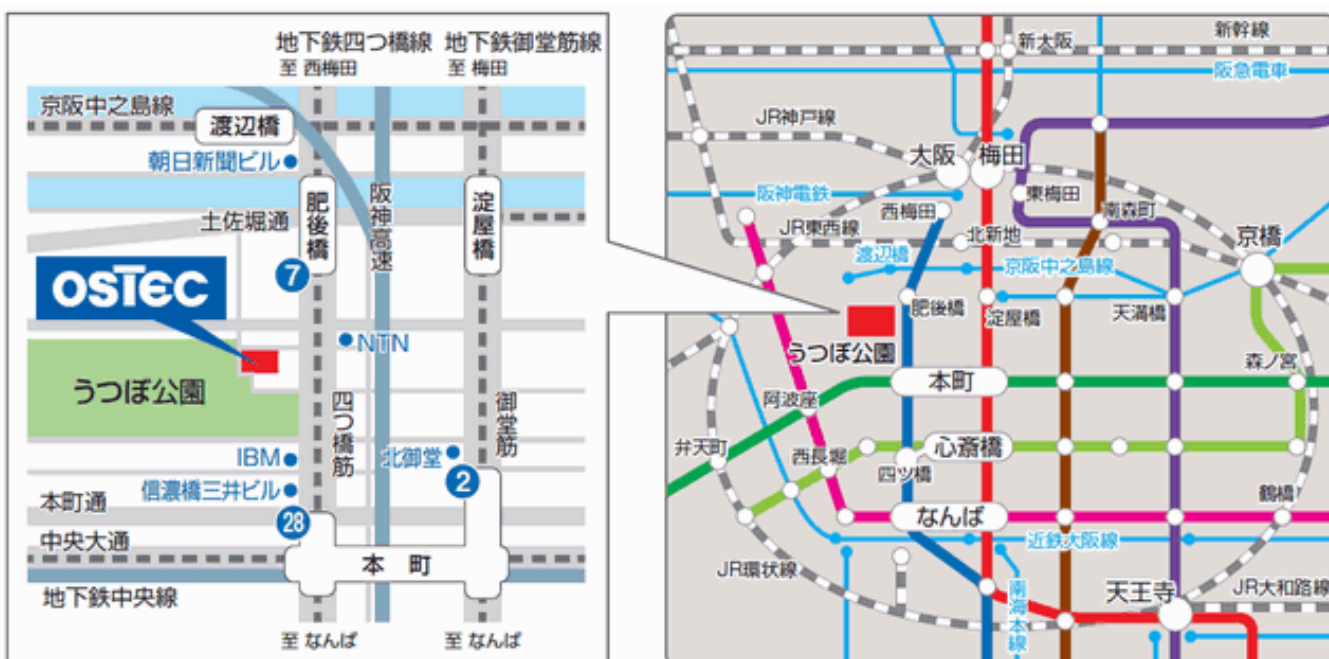 地下鉄四つ橋線
至 西梅田
地下鉄御堂筋線
至 梅田
京阪中之島線
渡辺橋
朝日新聞ビル
肥後橋
阪神高速
淀屋橋
土佐堀通
7
OSTEC
NTN
うつぼ公園
四つ橋筋
御堂筋
IBM
北御堂
2
信濃橋三井ビル
本町通
28
中央大通
本町
地下鉄中央線
至 なんば
至 なんば
新大阪
新幹線
阪急電車
JR神戸線
大阪
梅田
阪神電鉄
東梅田
西梅田
南森町
JR東西線
北新地
京橋
渡辺橋
京阪中之島線
肥後橋
淀屋橋
天満橋
うつぼ公園
森ノ宮
本町
阿波座
弁天町
心斎橋
西長堀
四ツ橋
鶴橋
なんば
近鉄大阪線
JR環状線
南海本線
天王寺
JR大和路線